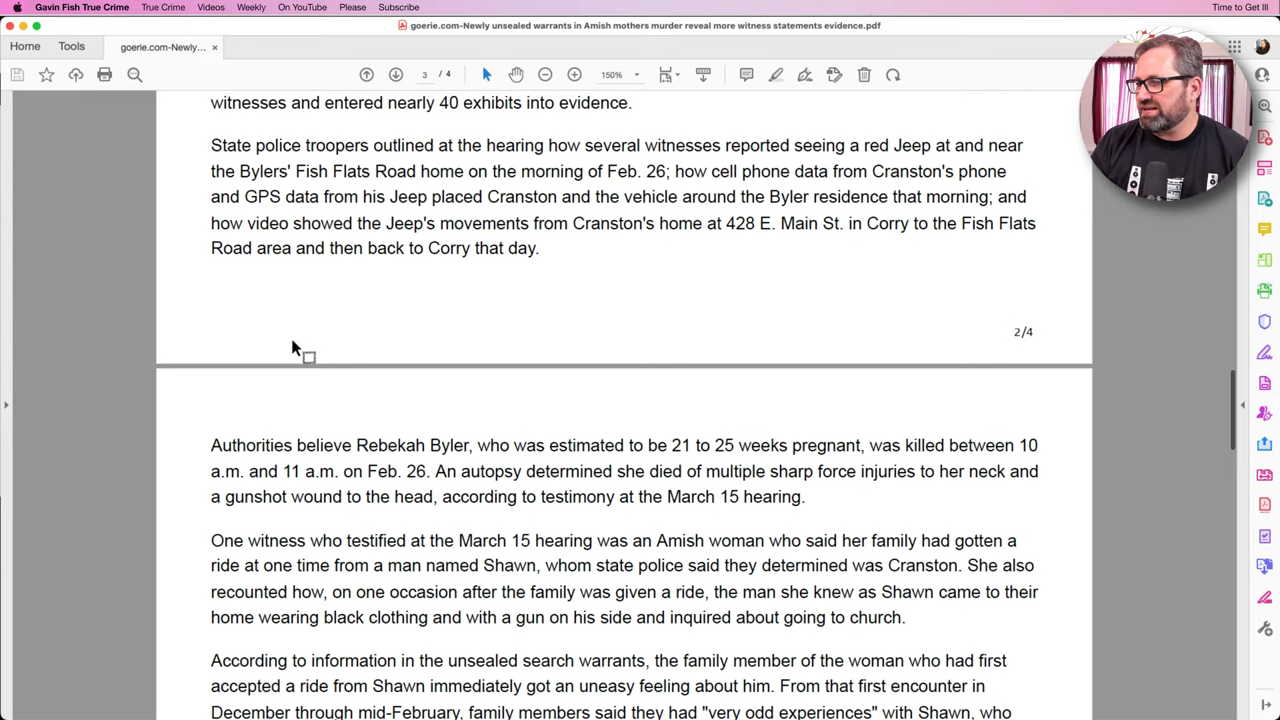 Gavin Fish True Crime True Crime Videos Weekly On YouTube Please Subscribe Time to Get Ill
goerie.com-Newly unsealed warrants in Amish mothers murder reveal more witness statements evidence.pdf
Home Tools goerie.com-Newly... ×
3 / 4 150%
witnesses and entered nearly 40 exhibits into evidence.
State police troopers outlined at the hearing how several witnesses reported seeing a red Jeep at and near
the Bylers' Fish Flats Road home on the morning of Feb. 26; how cell phone data from Cranston's phone
and GPS data from his Jeep placed Cranston and the vehicle around the Byler residence that morning; and
how video showed the Jeep's movements from Cranston's home at 428 E. Main St. in Corry to the Fish Flats
Road area and then back to Corry that day.
2/4
Authorities believe Rebekah Byler, who was estimated to be 21 to 25 weeks pregnant, was killed between 10
a.m. and 11 a.m. on Feb. 26. An autopsy determined she died of multiple sharp force injuries to her neck and
a gunshot wound to the head, according to testimony at the March 15 hearing.
One witness who testified at the March 15 hearing was an Amish woman who said her family had gotten a
ride at one time from a man named Shawn, whom state police said they determined was Cranston. She also
recounted how, on one occasion after the family was given a ride, the man she knew as Shawn came to their
home wearing black clothing and with a gun on his side and inquired about going to church.
According to information in the unsealed search warrants, the family member of the woman who had first
accepted a ride from Shawn immediately got an uneasy feeling about him. From that first encounter in
December through mid-February, family members said they had "very odd experiences" with Shawn, who